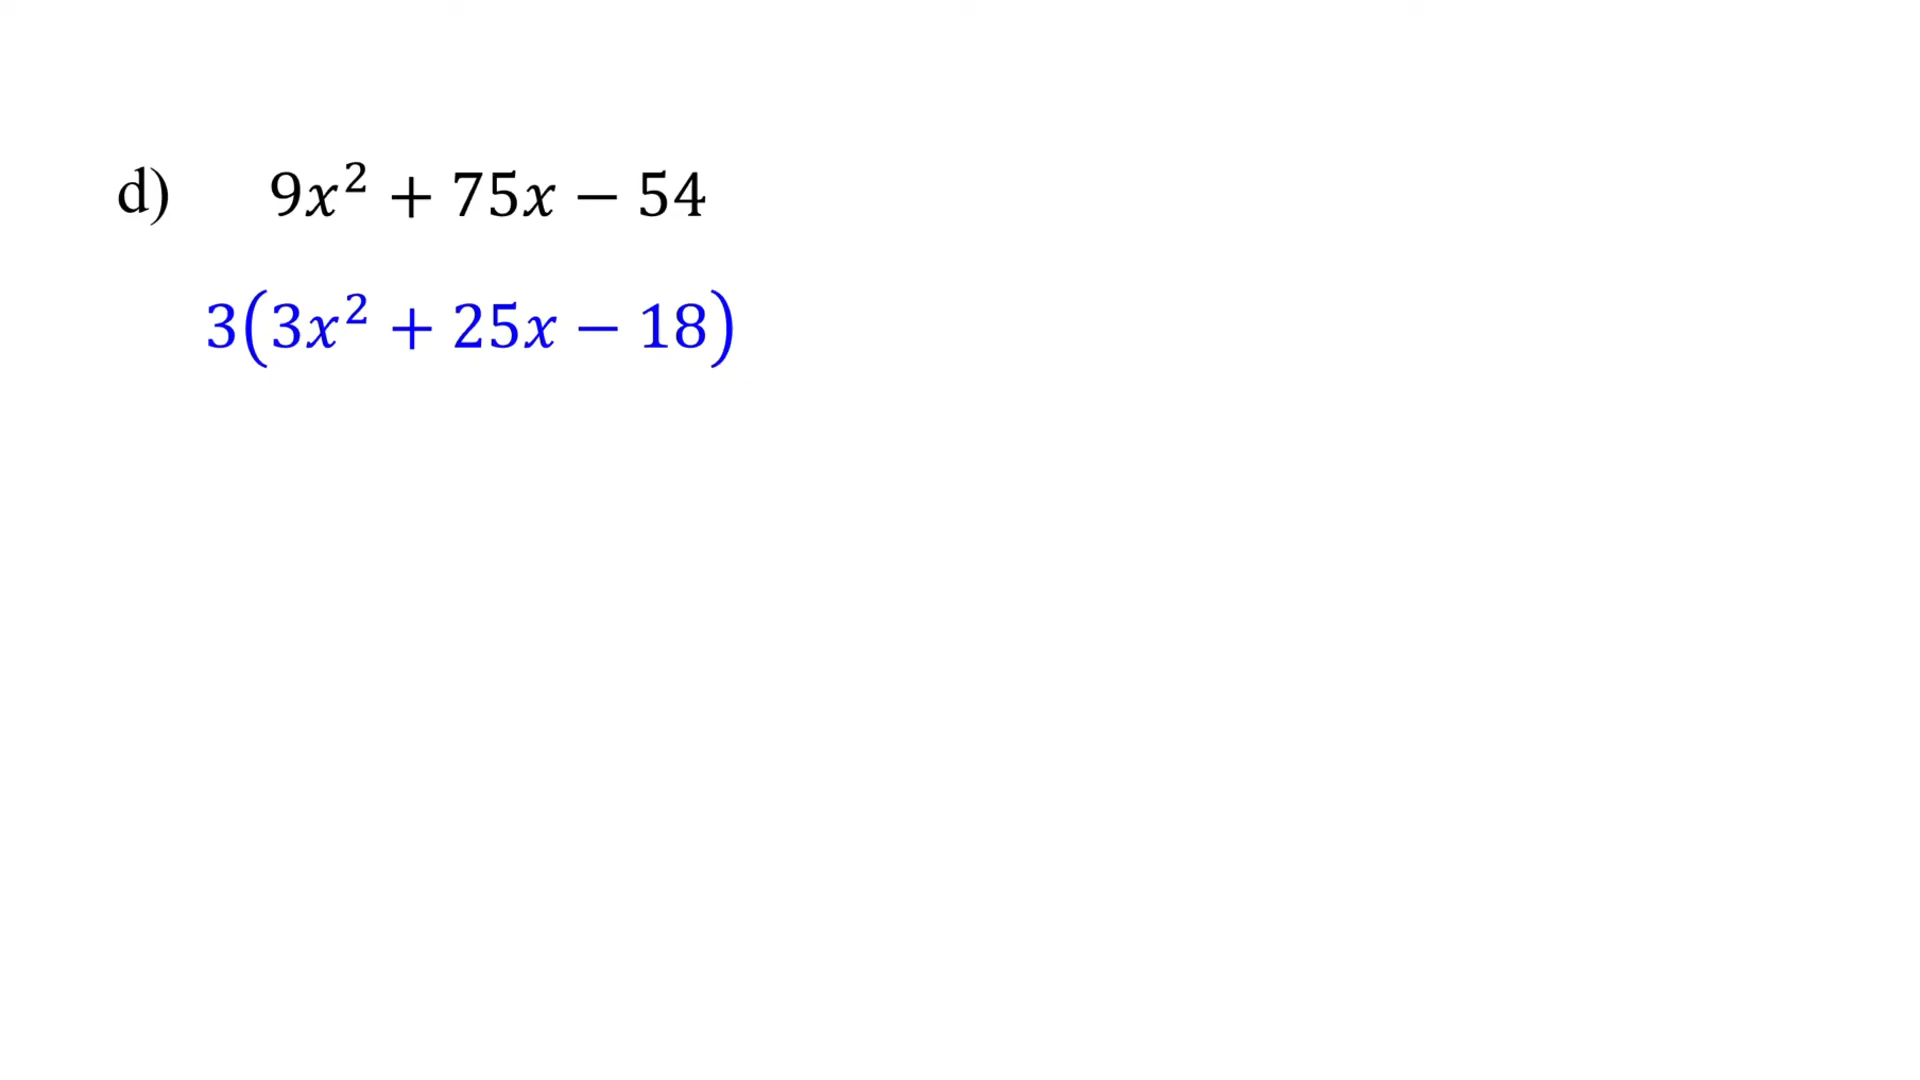 d) 9x² + 75x − 54
3(3x² + 25x − 18)